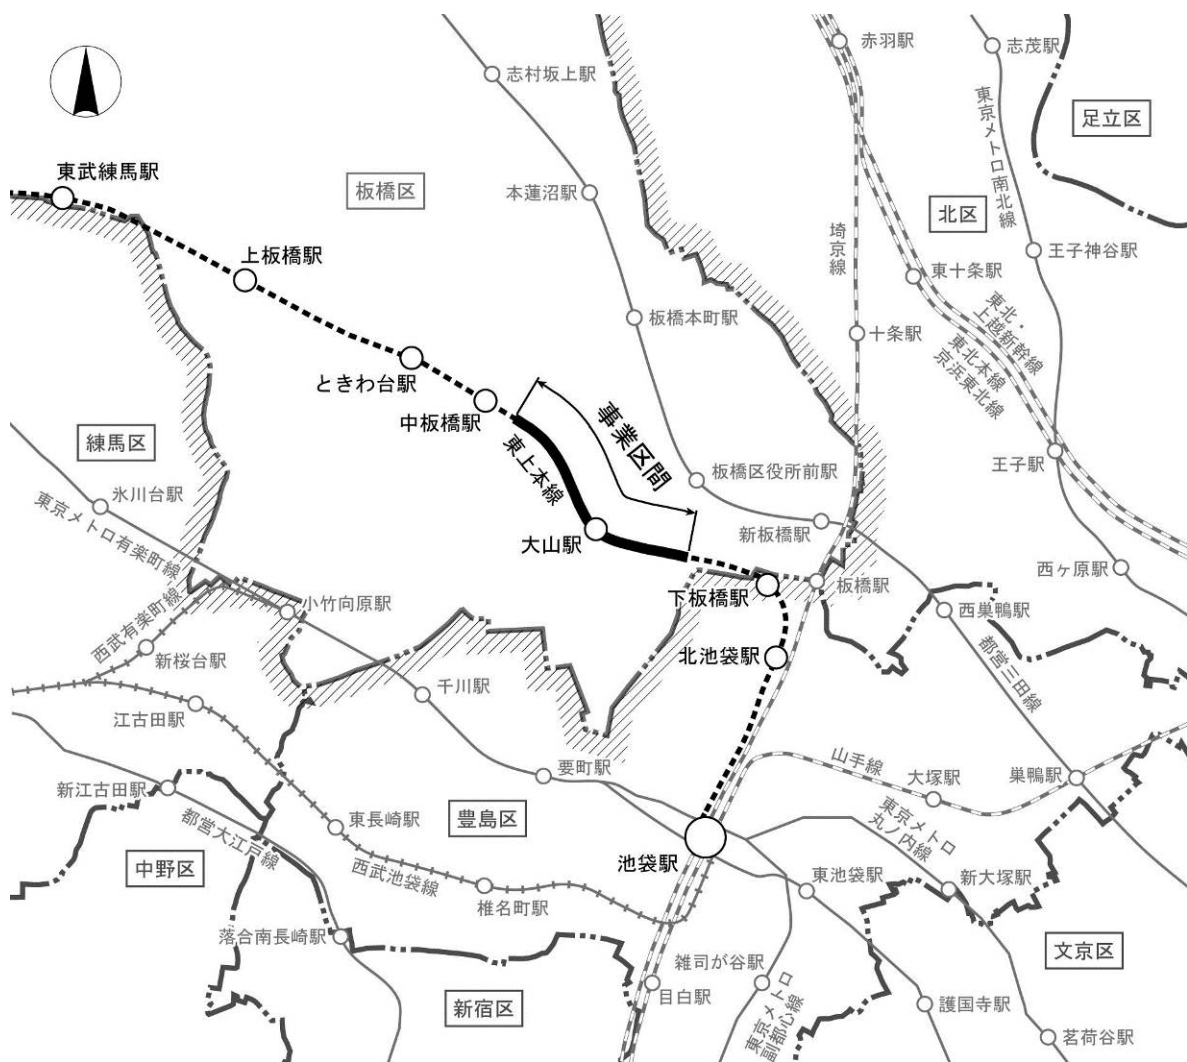 赤羽駅
志茂駅
志村坂上駅
東京メトロ南北線
足立区
東武練馬駅
板橋区
本蓮沼駅
北区
埼京線
王子神谷駅
上板橋駅
東十条駅
板橋本町駅
十条駅
東北・
上越新幹線
東北本線
京浜東北線
ときわ台駅
中板橋駅
事業区間
東上本線
練馬区
王子駅
板橋区役所前駅
氷川台駅
東京メトロ有楽町線
新板橋駅
大山駅
西ヶ原駅
板橋駅
下板橋駅
小竹向原駅
西巣鴨駅
西武有楽町線
新桜台駅
北池袋駅
都営三田線
千川駅
江古田駅
山手線
要町駅
大塚駅
巣鴨駅
新江古田駅
東長崎駅
豊島区
東京メトロ
丸ノ内線
都営大江戸線
中野区
西武池袋線
池袋駅
東池袋駅
新大塚駅
椎名町駅
落合南長崎駅
文京区
雑司が谷駅
目白駅
新宿区
東京メトロ
副都心線
護国寺駅
茗荷谷駅